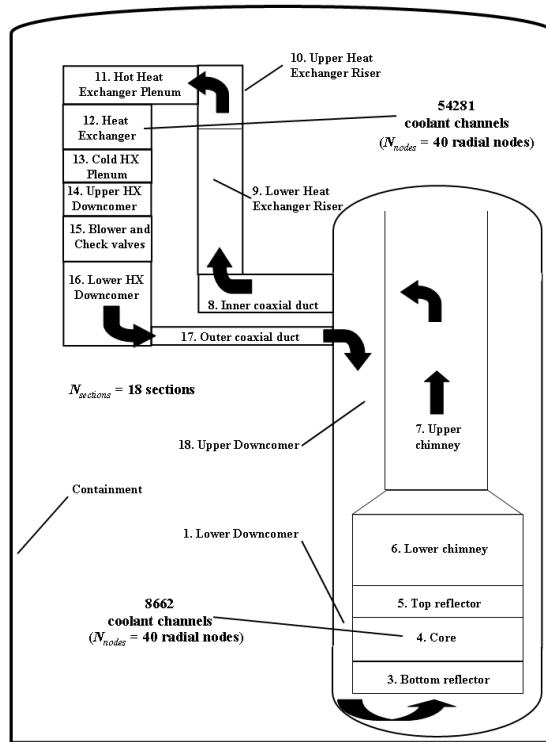 10. Upper Heat
Exchanger Riser
11. Hot Heat
Exchanger Plenum
12. Heat
Exchanger
54281
coolant channels
(Nnodes = 40 radial nodes)
13. Cold HX
Plenum
14. Upper HX
Downcomer
9. Lower Heat
Exchanger Riser
15. Blower and
Check valves
16. Lower HX
Downcomer
8. Inner coaxial duct
17. Outer coaxial duct
Nsections = 18 sections
7. Upper
chimney
18. Upper Downcomer
Containment
1. Lower Downcomer
6. Lower chimney
8662
coolant channels
(Nnodes = 40 radial nodes)
5. Top reflector
4. Core
3. Bottom reflector